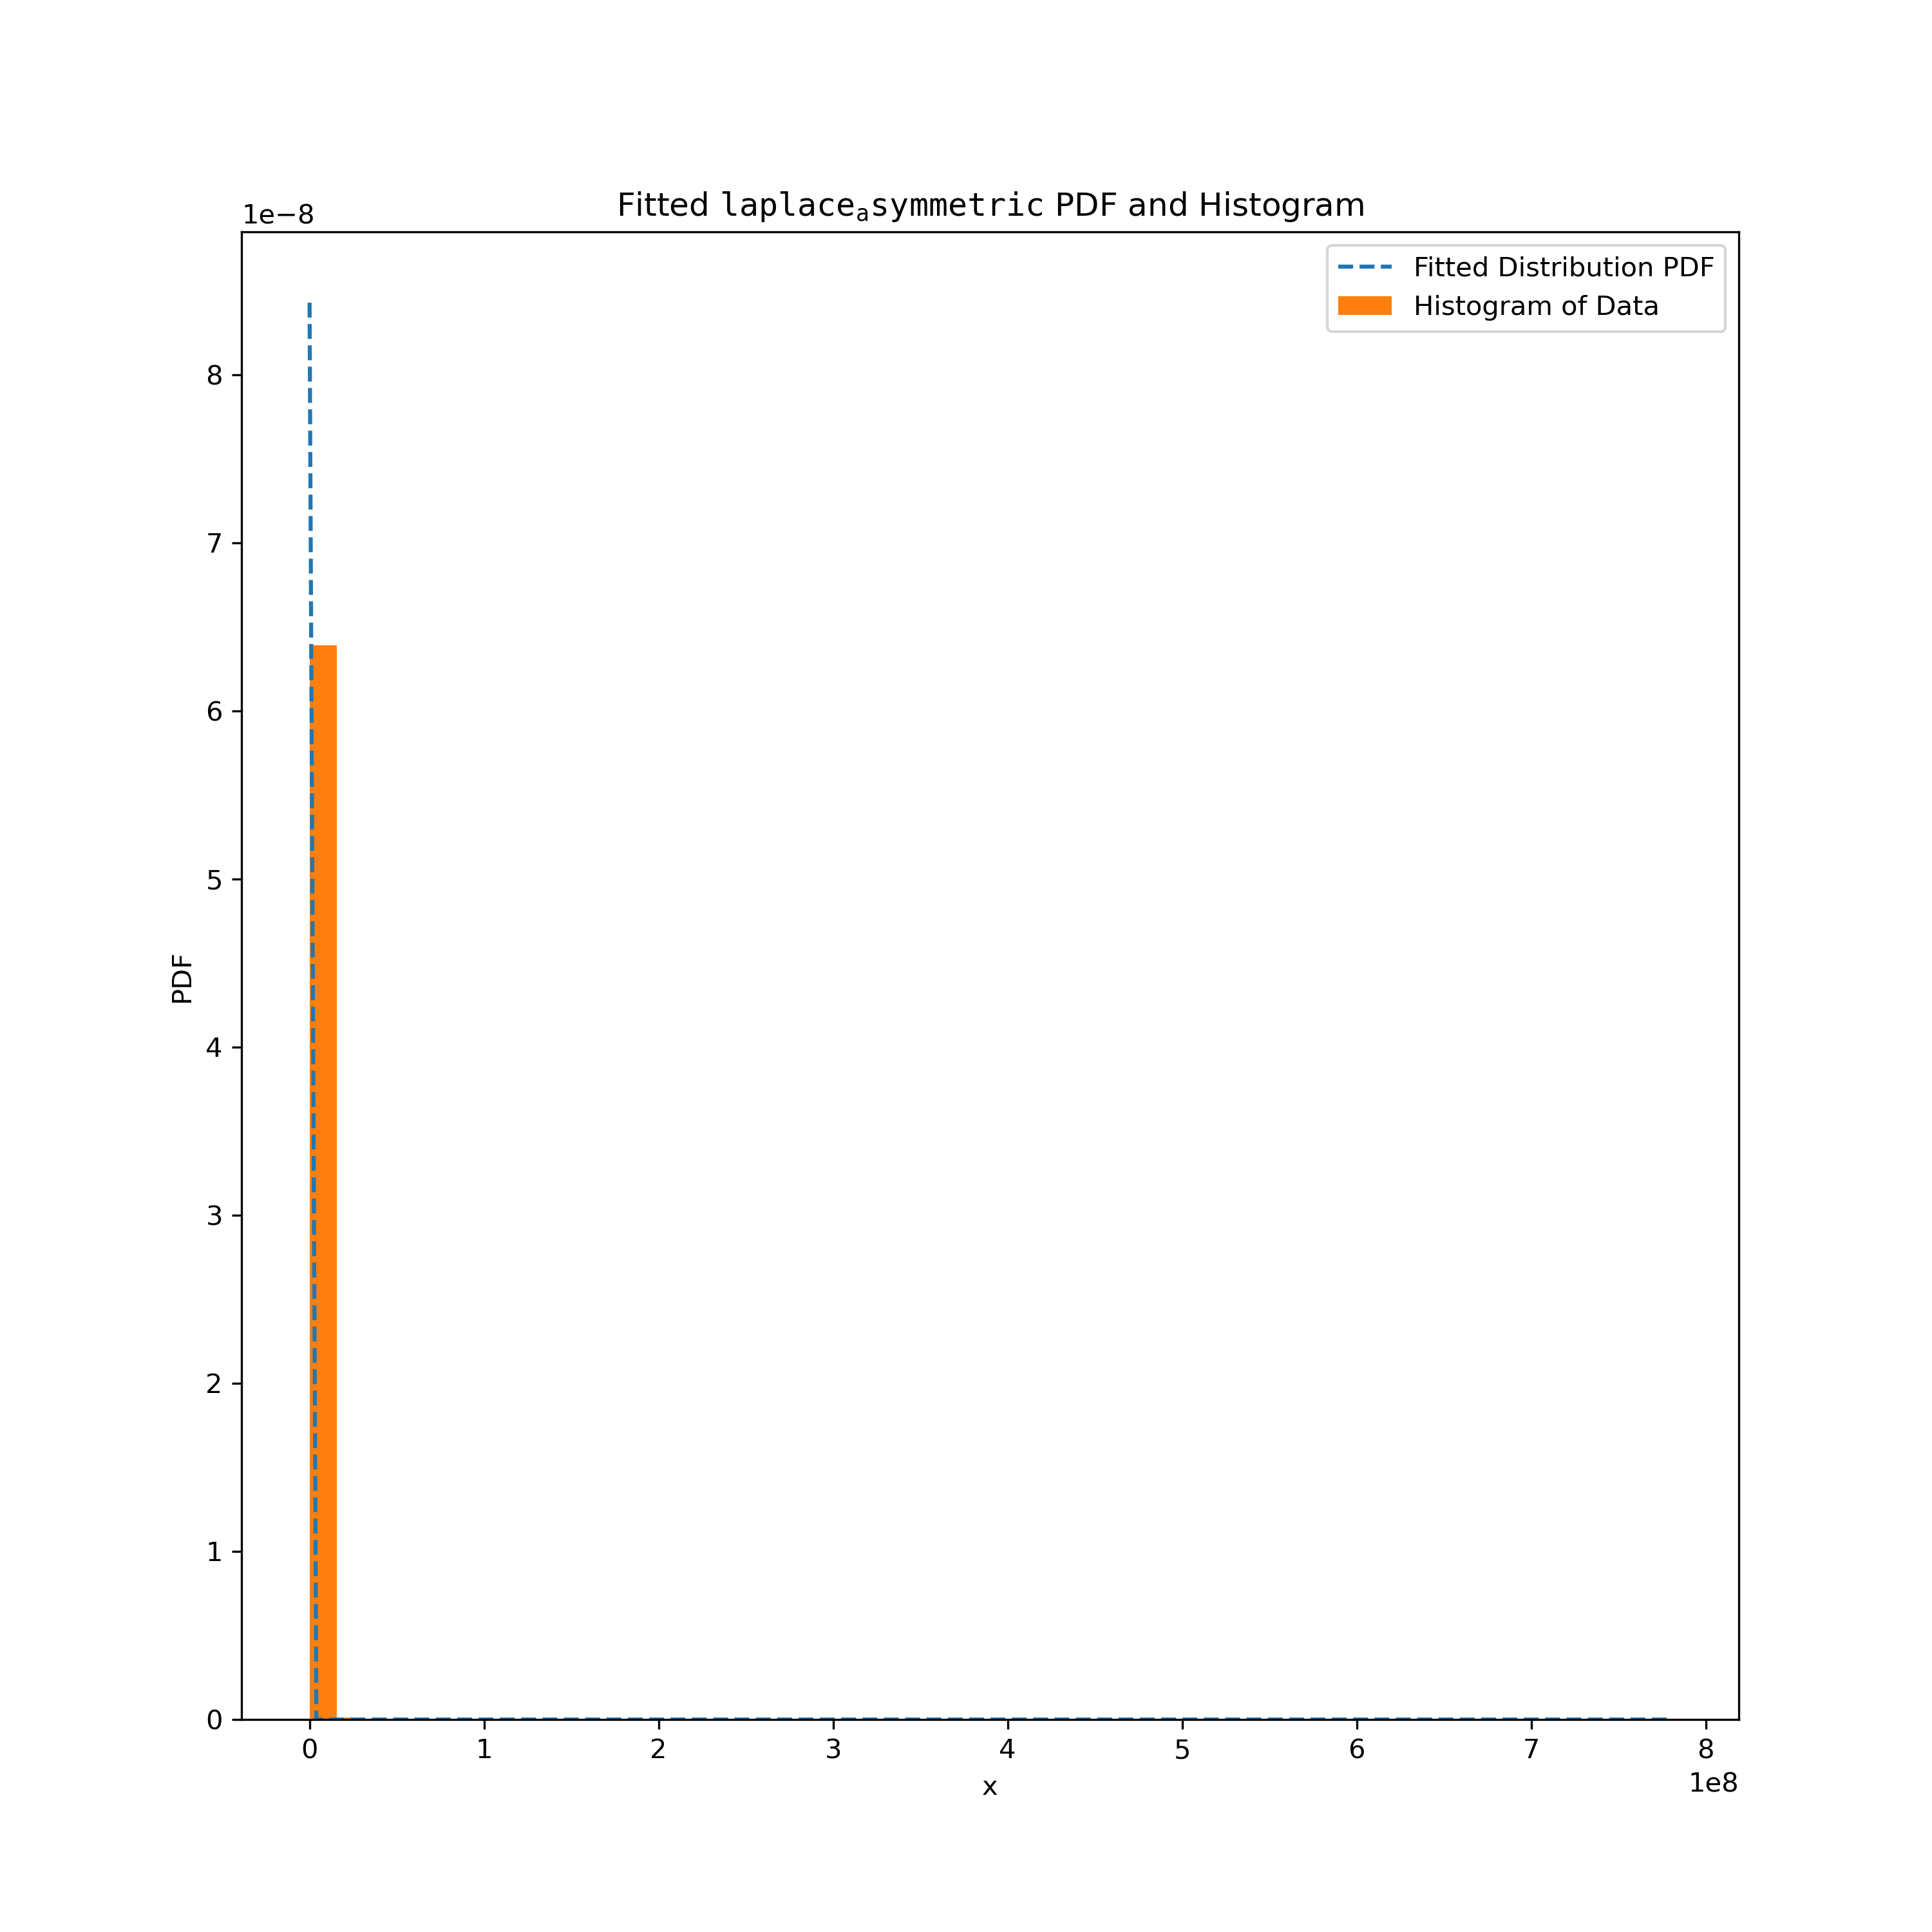 Fitted laplaceₐsymmetric PDF and Histogram
1e−8
Fitted Distribution PDF
Histogram of Data
8
7
6
5
4
3
2
1
0
PDF
0 1 2 3 4 5 6 7 8
x
1e8